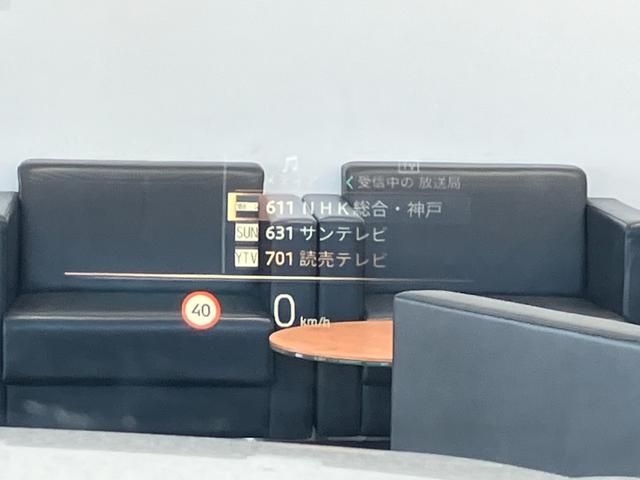 TV
受信中の 放送局
611 NHK総合・神戸
SUN 631 サンテレビ
YTV 701 読売テレビ
40
0 km/h